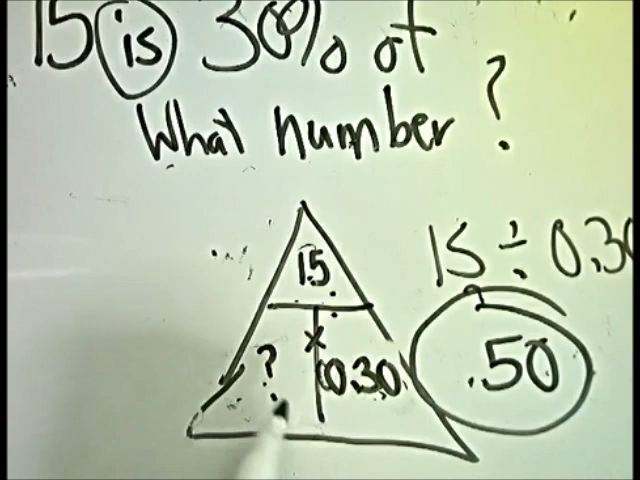 15 is 30% of
What number?
15
15 ÷ 0.30
? x 0.30
.50